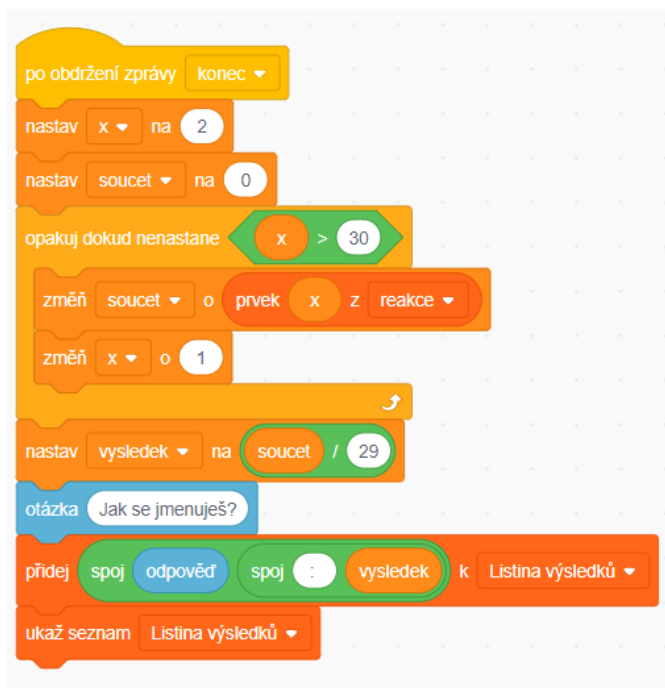 po obdržení zprávy konec
nastav x na 2
nastav soucet na 0
opakuj dokud nenastane x > 30
změň soucet o prvek x z reakce
změň x o 1
nastav vysledek na soucet / 29
otázka Jak se jmenuješ?
přidej spoj odpověď spoj : vysledek k Listina výsledků
ukaž seznam Listina výsledků